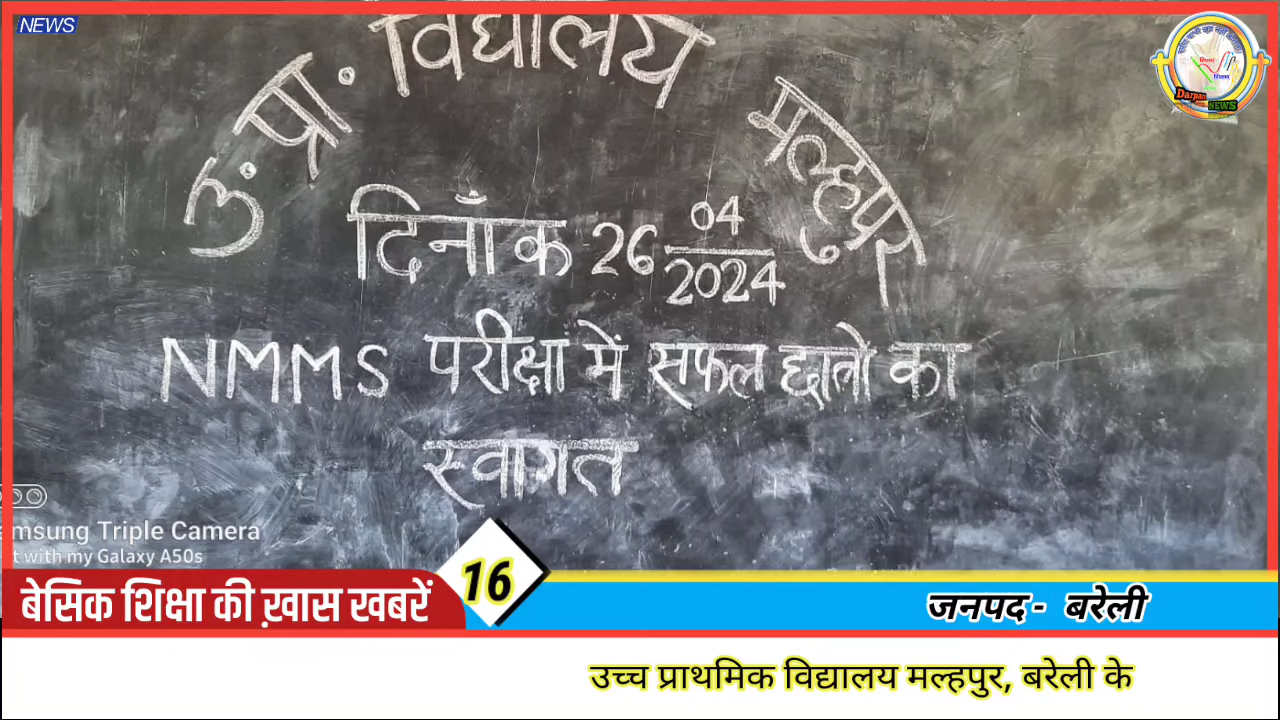 NEWS
उ. प्रा. विद्यालय मल्हपुर
दिनाँक 26 04/2024
NMMS परीक्षा में सफल छात्रो का
स्वागत
Darpan NEWS
msung Triple Camera
t with my Galaxy A50s
बेसिक शिक्षा की ख़ास खबरें
16
जनपद - बरेली
उच्च प्राथमिक विद्यालय मल्हपुर, बरेली के